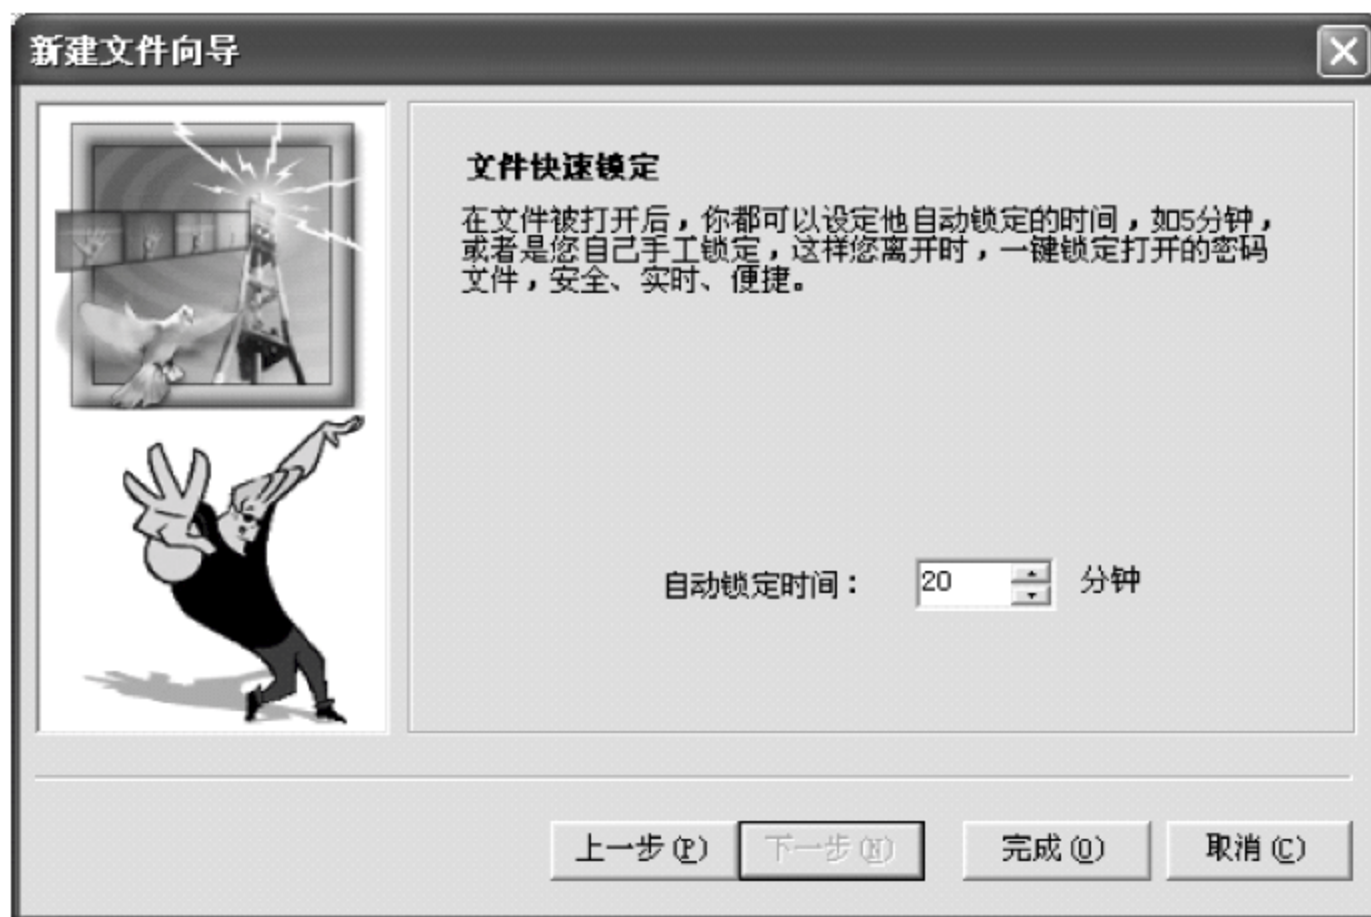 新建文件向导
文件快速锁定
在文件被打开后，你都可以设定他自动锁定的时间，如5分钟，
或者是您自己手工锁定，这样您离开时，一键锁定打开的密码
文件，安全、实时、便捷。
自动锁定时间： 20 分钟
上一步(P) 下一步(N) 完成(O) 取消(C)